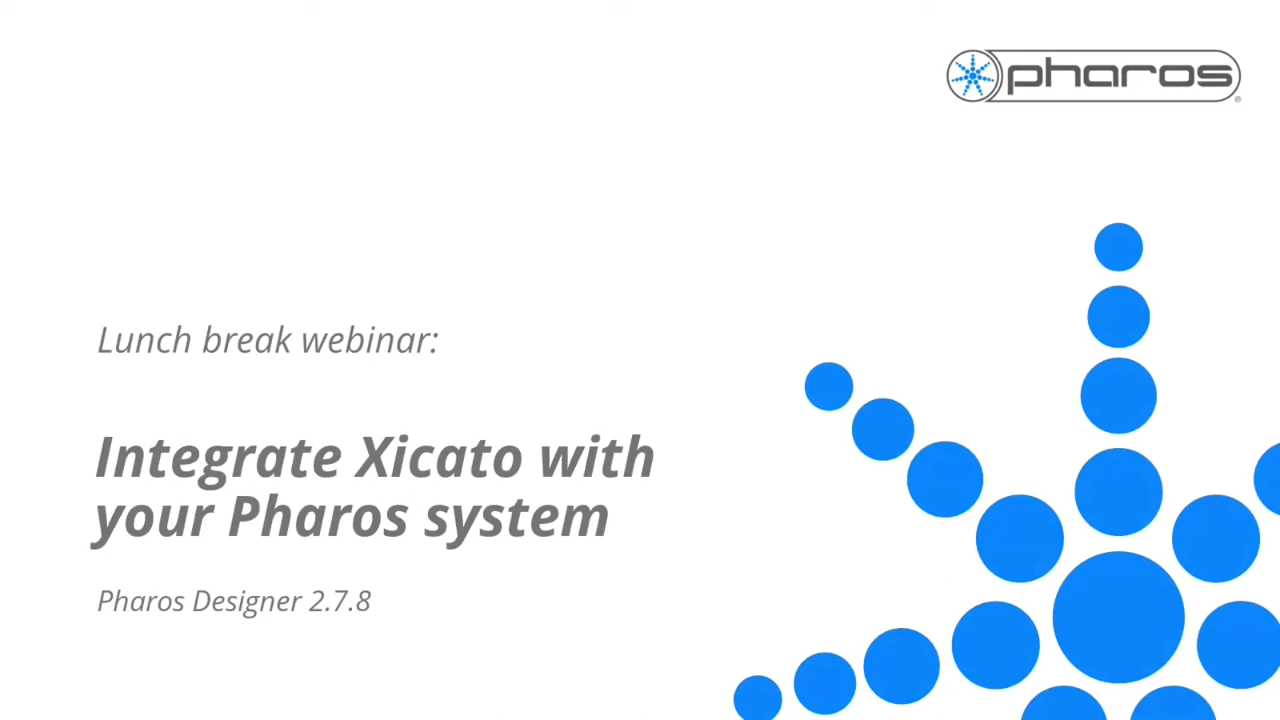 pharos®
Lunch break webinar:
Integrate Xicato with
your Pharos system
Pharos Designer 2.7.8